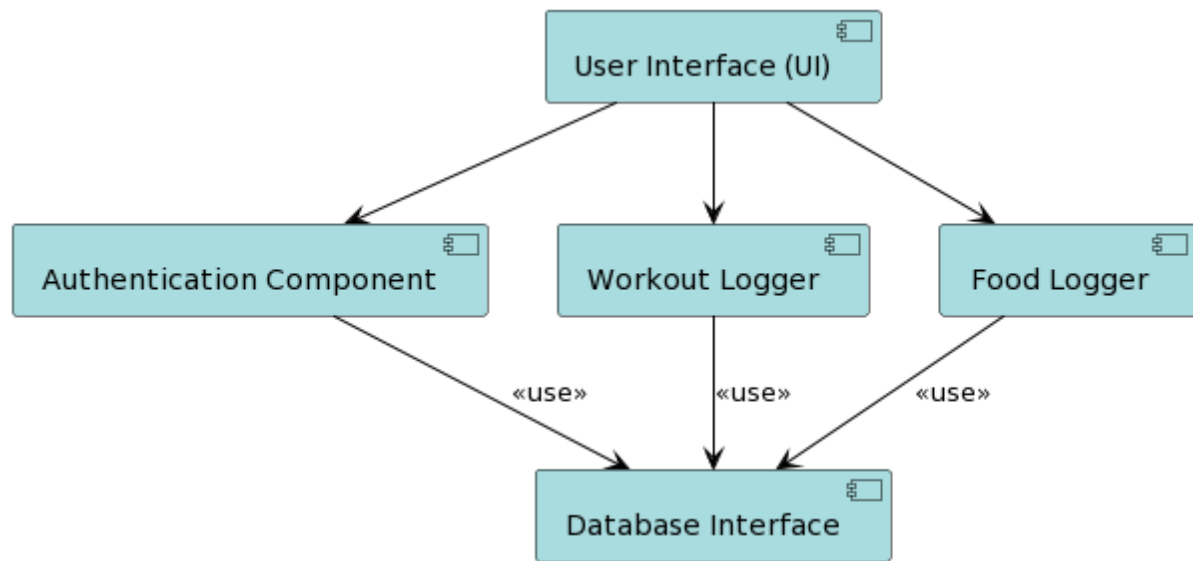 User Interface (UI)
Authentication Component
Workout Logger
Food Logger
«use»
«use»
«use»
Database Interface